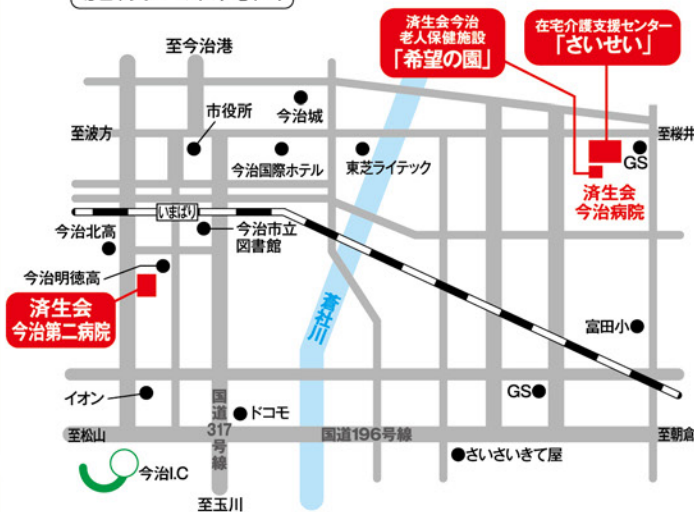 至今治港
済生会今治
老人保健施設
「希望の園」
在宅介護支援センター
「さいせい」
市役所
今治城
至波方
今治国際ホテル
東芝ライテック
至桜井
GS
済生会
今治病院
いまばり
今治北高
今治市立
図書館
今治明徳高
済生会
今治第二病院
蒼社川
富田小
イオン
国道
317
号線
ドコモ
GS
至松山
国道196号線
至朝倉
さいさいきて屋
今治I.C
至玉川